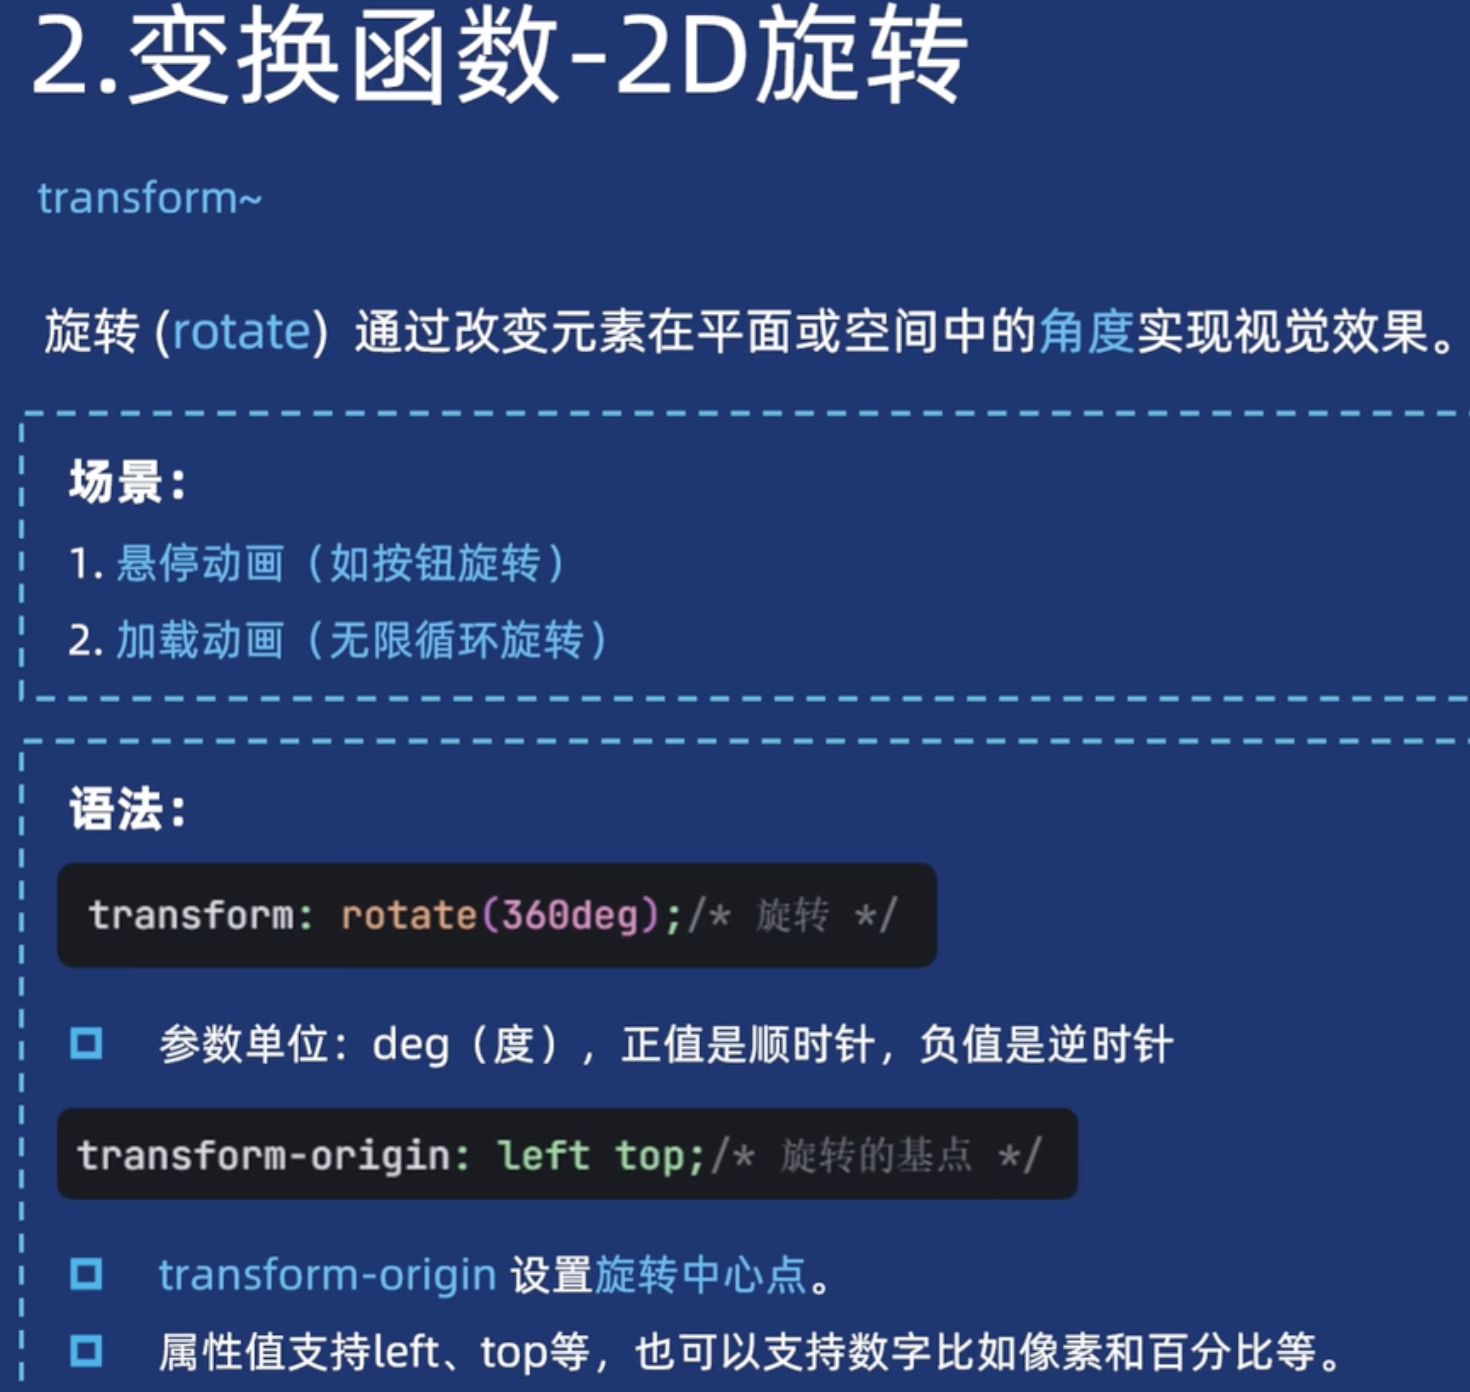 2.变换函数-2D旋转
transform~
旋转 (rotate) 通过改变元素在平面或空间中的角度实现视觉效果。
场景：
1. 悬停动画（如按钮旋转）
2. 加载动画（无限循环旋转）
语法：
transform: rotate(360deg);/* 旋转 */
参数单位：deg（度），正值是顺时针，负值是逆时针
transform-origin: left top;/* 旋转的基点 */
transform-origin 设置旋转中心点。
属性值支持left、top等，也可以支持数字比如像素和百分比等。